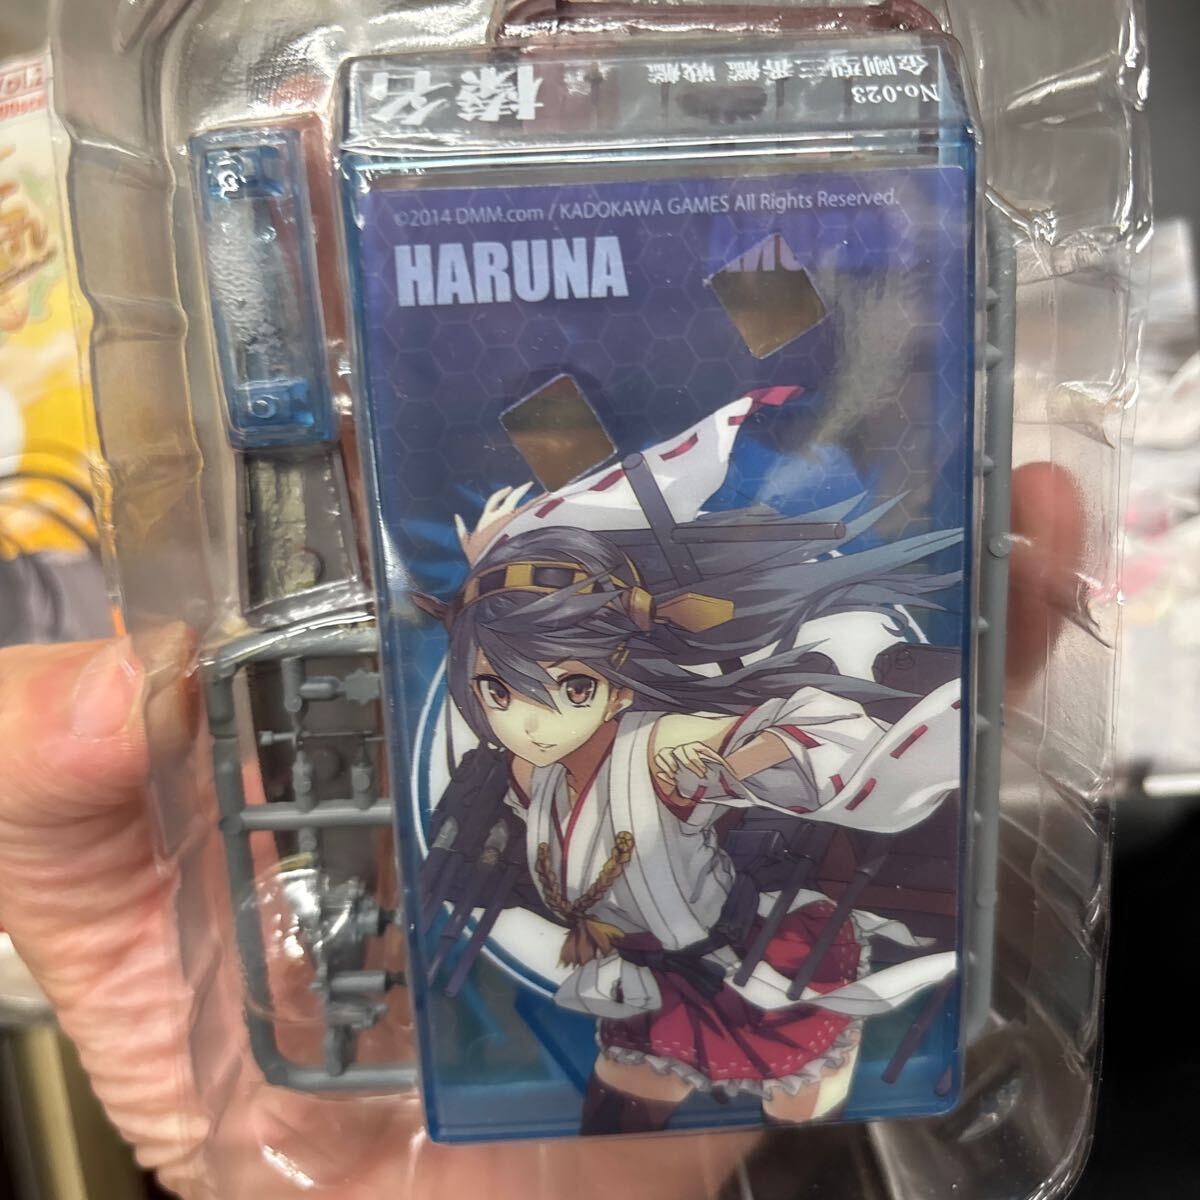 榛名
金剛型三番艦 戦艦
No.023
©2014 DMM.com / KADOKAWA GAMES All Rights Reserved.
HARUNA